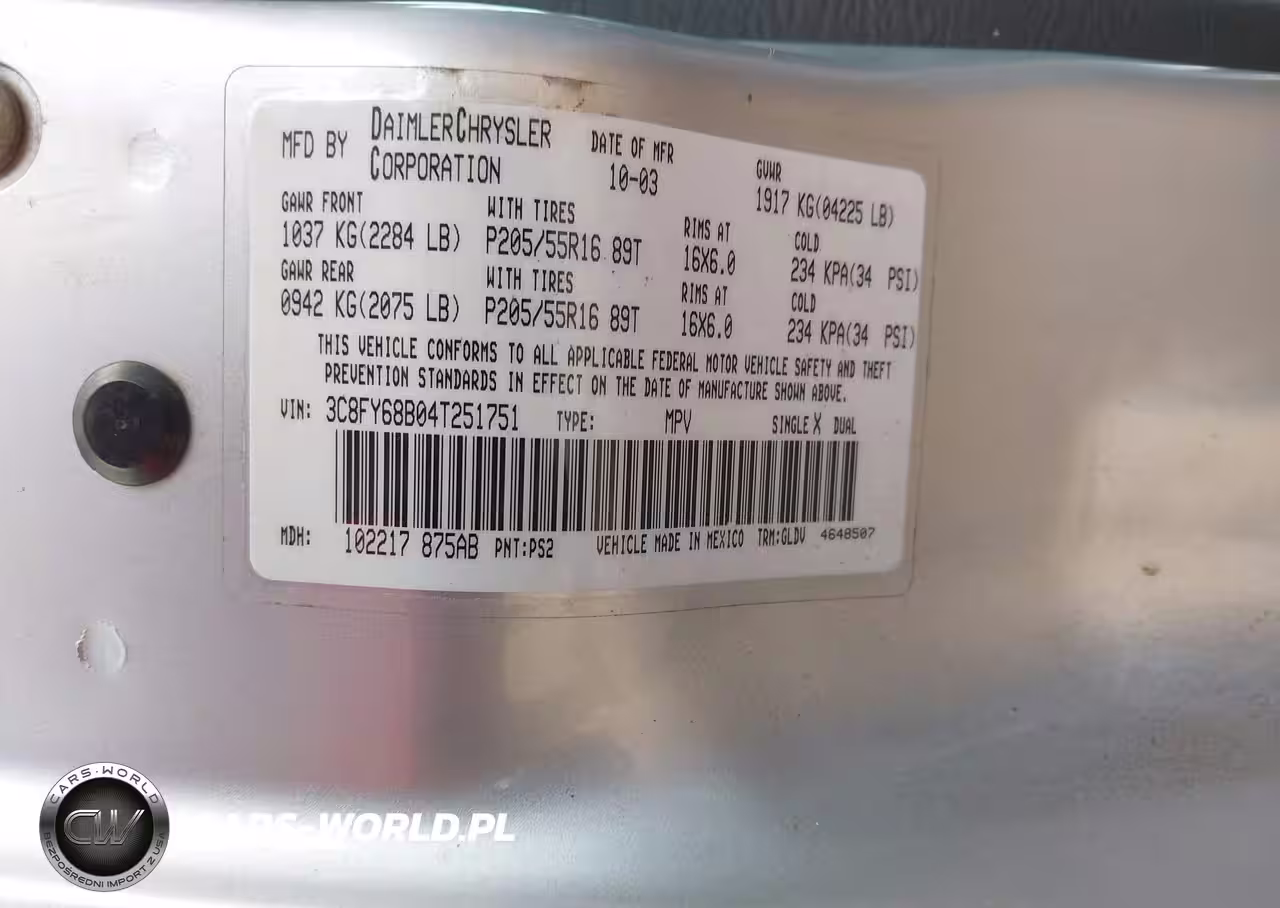 MFD BY DAIMLERCHRYSLER CORPORATION DATE OF MFR 10-03 GVWR
1917 KG(04225 LB)
GAWR FRONT WITH TIRES RIMS AT COLD
1037 KG(2284 LB) P205/55R16 89T 16X6.0 234 KPA(34 PSI)
GAWR REAR WITH TIRES RIMS AT COLD
0942 KG(2075 LB) P205/55R16 89T 16X6.0 234 KPA(34 PSI)
THIS VEHICLE CONFORMS TO ALL APPLICABLE FEDERAL MOTOR VEHICLE SAFETY AND THEFT
PREVENTION STANDARDS IN EFFECT ON THE DATE OF MANUFACTURE SHOWN ABOVE.
VIN: 3C8FY68B04T251751 TYPE: MPV SINGLE X DUAL
MDH: 102217 875AB PNT:PS2 VEHICLE MADE IN MEXICO TRM:GLDV 4648507
CARS-WORLD
CW
BEZPOŚREDNI IMPORT Z USA
CARS-WORLD.PL